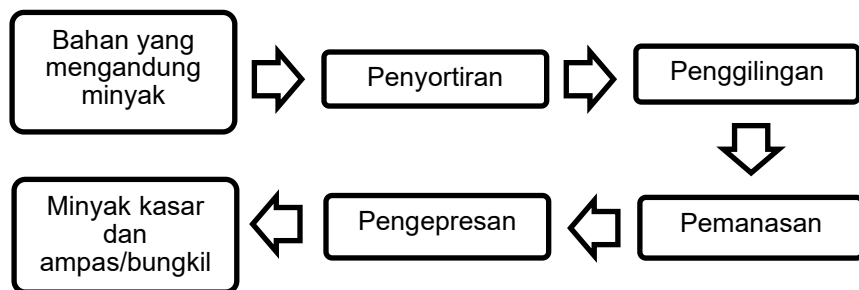 Bahan yang
mengandung
minyak
Penyortiran
Penggilingan
Pemanasan
Pengepresan
Minyak kasar
dan
ampas/bungkil